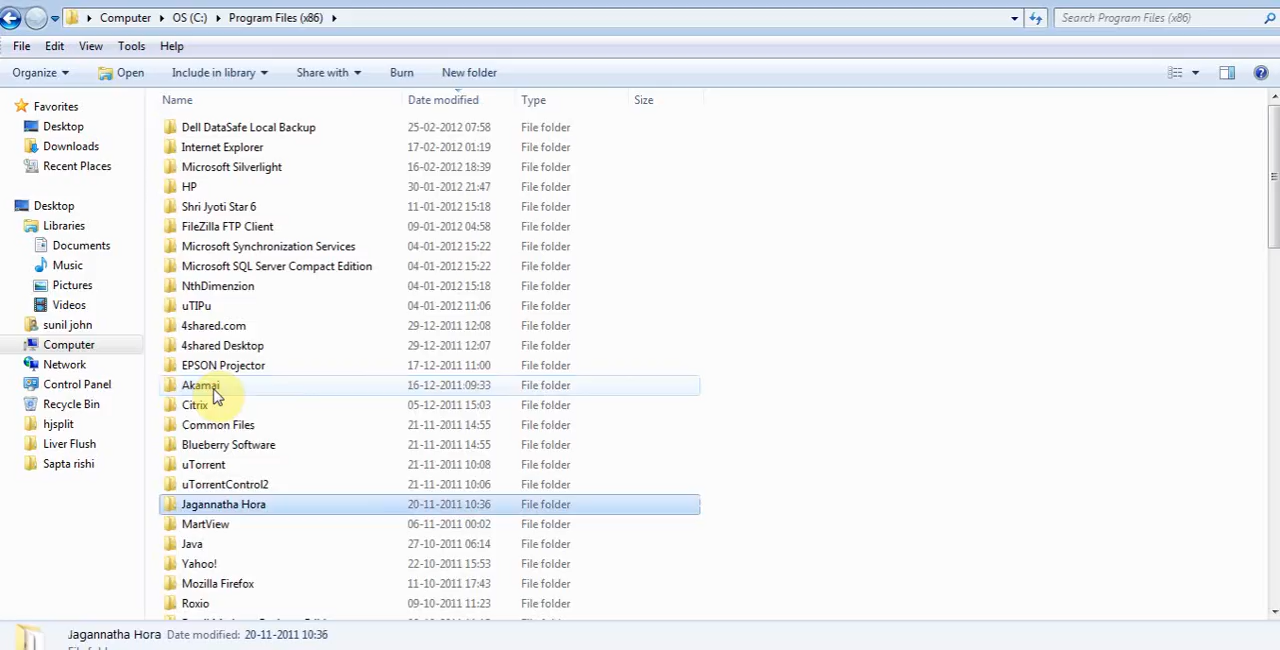 Computer OS (C:) Program Files (x86) Search Program Files (x86)
File Edit View Tools Help
Organize Open Include in library Share with Burn New folder
Name Date modified Type Size
Favorites
Desktop
Downloads
Recent Places
Desktop
Libraries
Documents
Music
Pictures
Videos
sunil john
Computer
Network
Control Panel
Recycle Bin
hjsplit
Liver Flush
Sapta rishi
Dell DataSafe Local Backup 25-02-2012 07:58 File folder
Internet Explorer 17-02-2012 01:19 File folder
Microsoft Silverlight 16-02-2012 18:39 File folder
HP 30-01-2012 21:47 File folder
Shri Jyoti Star 6 11-01-2012 15:18 File folder
FileZilla FTP Client 09-01-2012 04:58 File folder
Microsoft Synchronization Services 04-01-2012 15:22 File folder
Microsoft SQL Server Compact Edition 04-01-2012 15:22 File folder
NthDimenzion 04-01-2012 15:18 File folder
uTIPu 04-01-2012 11:06 File folder
4shared.com 29-12-2011 12:08 File folder
4shared Desktop 29-12-2011 12:07 File folder
EPSON Projector 17-12-2011 11:00 File folder
Akamai 16-12-2011 09:33 File folder
Citrix 05-12-2011 15:03 File folder
Common Files 21-11-2011 14:55 File folder
Blueberry Software 21-11-2011 14:55 File folder
uTorrent 21-11-2011 10:08 File folder
uTorrentControl2 21-11-2011 10:06 File folder
Jagannatha Hora 20-11-2011 10:36 File folder
MartView 06-11-2011 00:02 File folder
Java 27-10-2011 06:14 File folder
Yahoo! 22-10-2011 15:53 File folder
Mozilla Firefox 11-10-2011 17:43 File folder
Roxio 09-10-2011 11:23 File folder
Jagannatha Hora Date modified: 20-11-2011 10:36